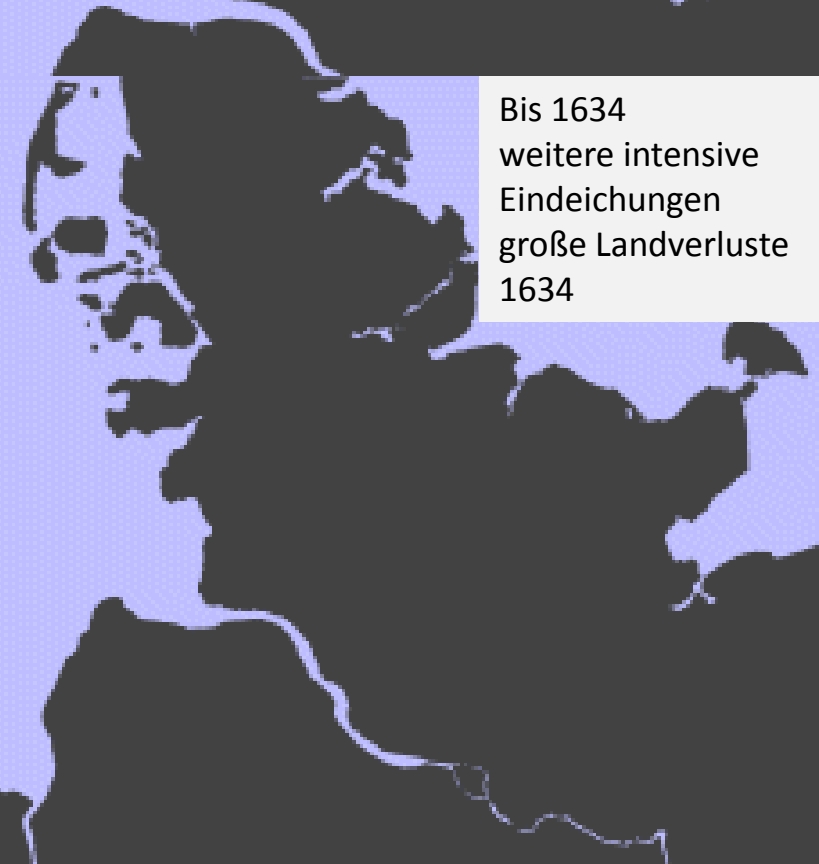 Bis 1634
weitere intensive
Eindeichungen
große Landverluste
1634